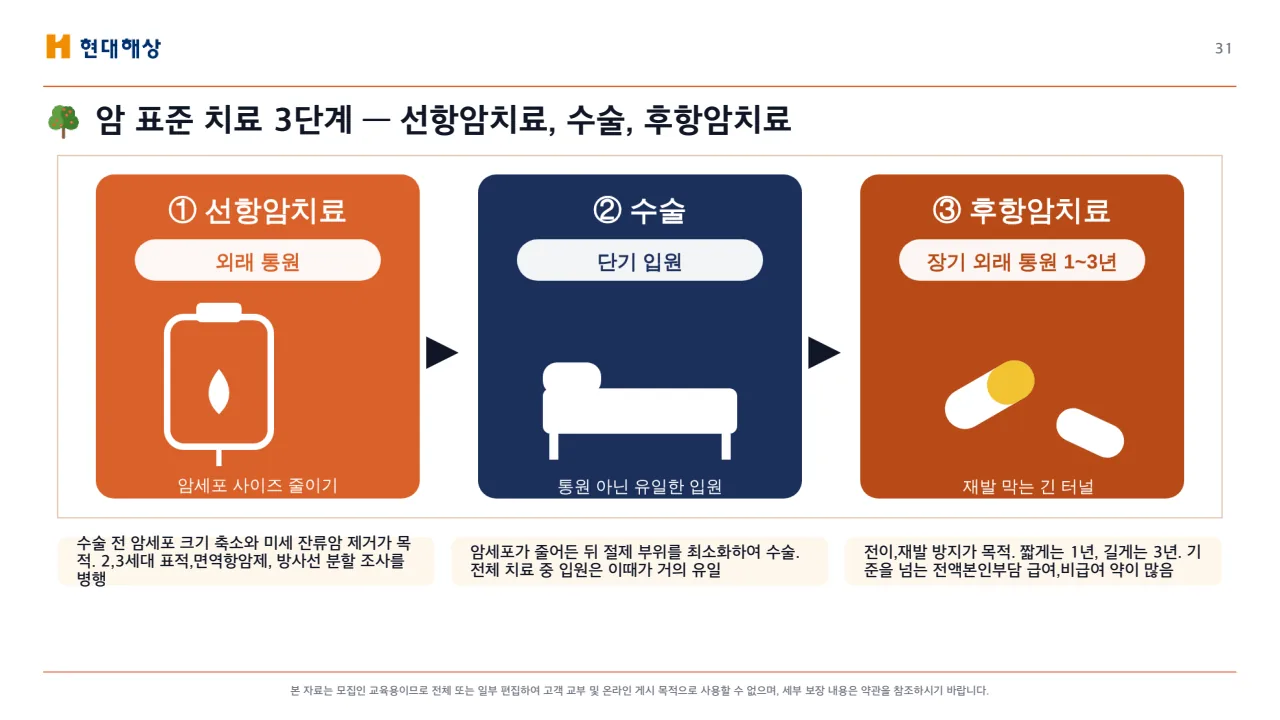 현대해상
31
암 표준 치료 3단계 — 선항암치료, 수술, 후항암치료
① 선항암치료
외래 통원
암세포 사이즈 줄이기
② 수술
단기 입원
통원 아닌 유일한 입원
③ 후항암치료
장기 외래 통원 1~3년
재발 막는 긴 터널
수술 전 암세포 크기 축소와 미세 잔류암 제거가 목
적. 2,3세대 표적,면역항암제, 방사선 분할 조사를
병행
암세포가 줄어든 뒤 절제 부위를 최소화하여 수술.
전체 치료 중 입원은 이때가 거의 유일
전이,재발 방지가 목적. 짧게는 1년, 길게는 3년. 기
준을 넘는 전액본인부담 급여,비급여 약이 많음
본 자료는 모집인 교육용이므로 전체 또는 일부 편집하여 고객 교부 및 온라인 게시 목적으로 사용할 수 없으며, 세부 보장 내용은 약관을 참조하시기 바랍니다.